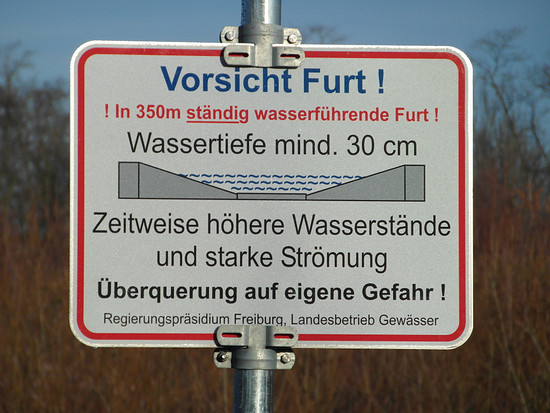 Vorsicht Furt !
! In 350m ständig wasserführende Furt !
Wassertiefe mind. 30 cm
Zeitweise höhere Wasserstände
und starke Strömung
Überquerung auf eigene Gefahr !
Regierungspräsidium Freiburg, Landesbetrieb Gewässer